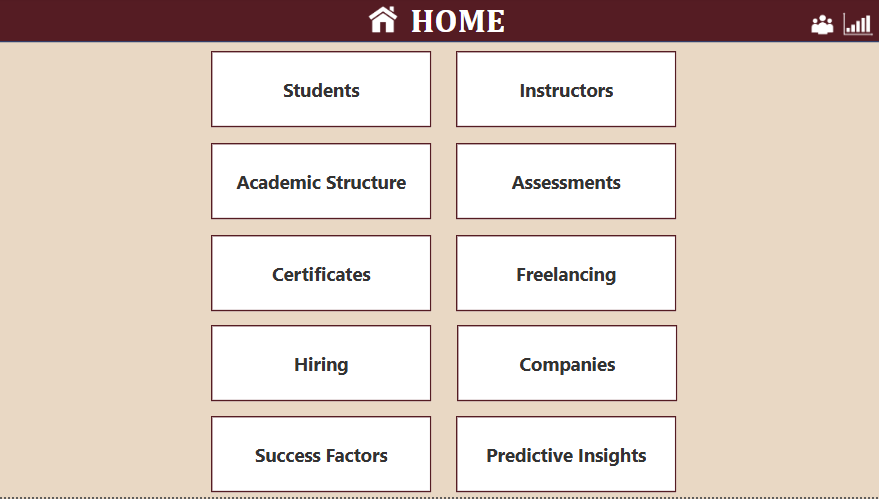 HOME
Students
Instructors
Academic Structure
Assessments
Certificates
Freelancing
Hiring
Companies
Success Factors
Predictive Insights